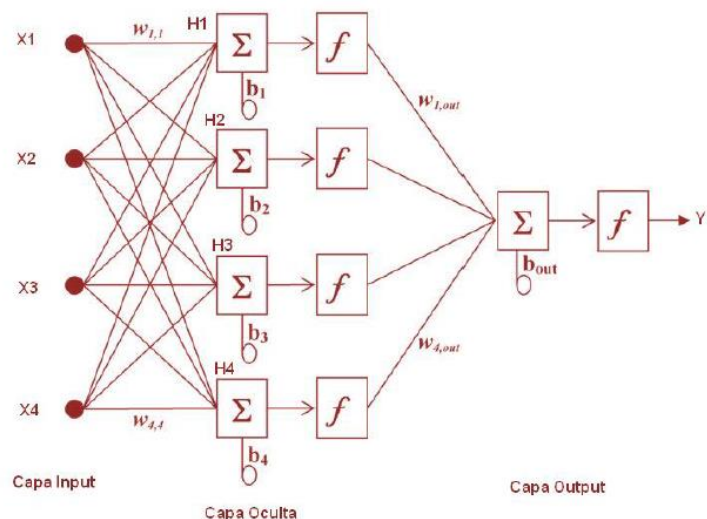 X1
w1,1
H1
Σ
f
b1
w1,out
X2
H2
Σ
f
b2
Σ
f
Y
bout
X3
H3
Σ
f
b3
w4,out
X4
w4,4
H4
Σ
f
b4
Capa Input
Capa Oculta
Capa Output